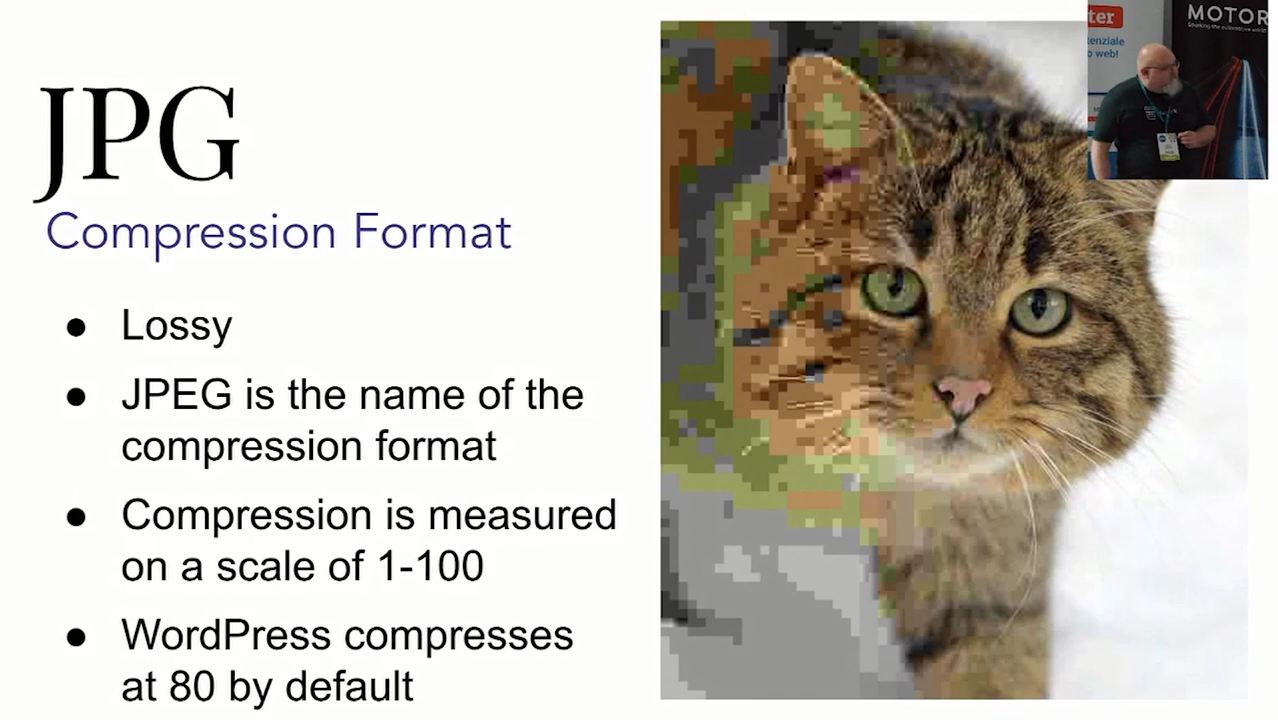 JPG
Compression Format
● Lossy
● JPEG is the name of the
compression format
● Compression is measured
on a scale of 1-100
● WordPress compresses
at 80 by default
ter
tenziale
o web!
MOTOR